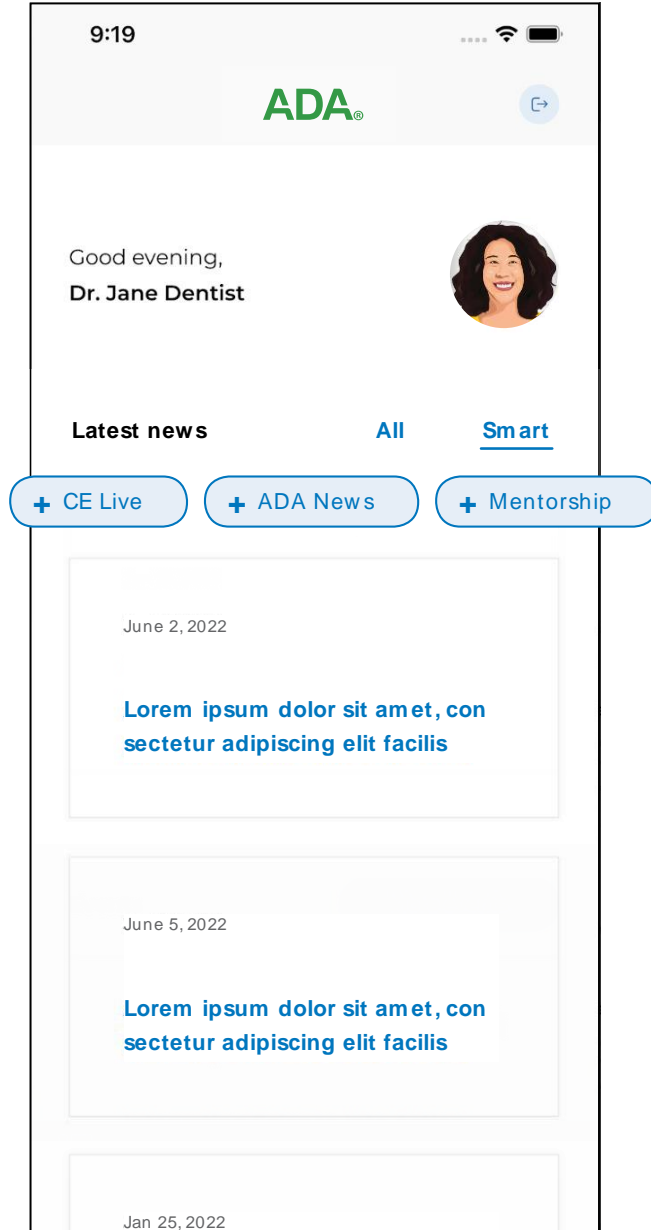 9:19
ADA®
Good evening,
Dr. Jane Dentist
Latest news All Smart
+ CE Live + ADA News + Mentorship
June 2, 2022
Lorem ipsum dolor sit amet, con
sectetur adipiscing elit facilis
June 5, 2022
Lorem ipsum dolor sit amet, con
sectetur adipiscing elit facilis
Jan 25, 2022